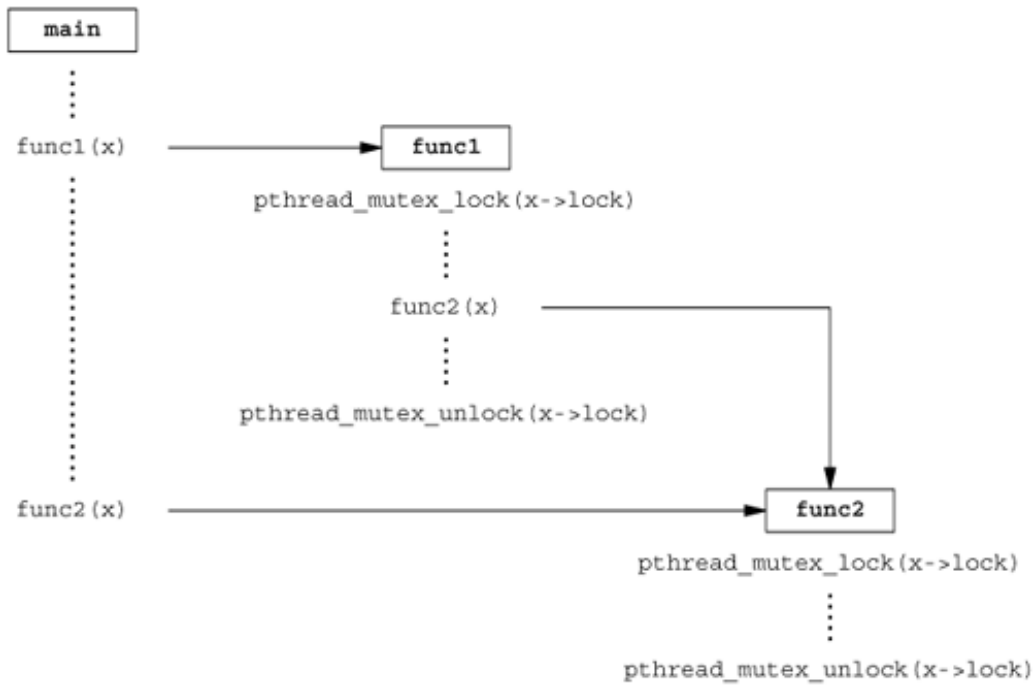 main
func1(x)
func1
pthread_mutex_lock(x->lock)
func2(x)
pthread_mutex_unlock(x->lock)
func2(x)
func2
pthread_mutex_lock(x->lock)
pthread_mutex_unlock(x->lock)